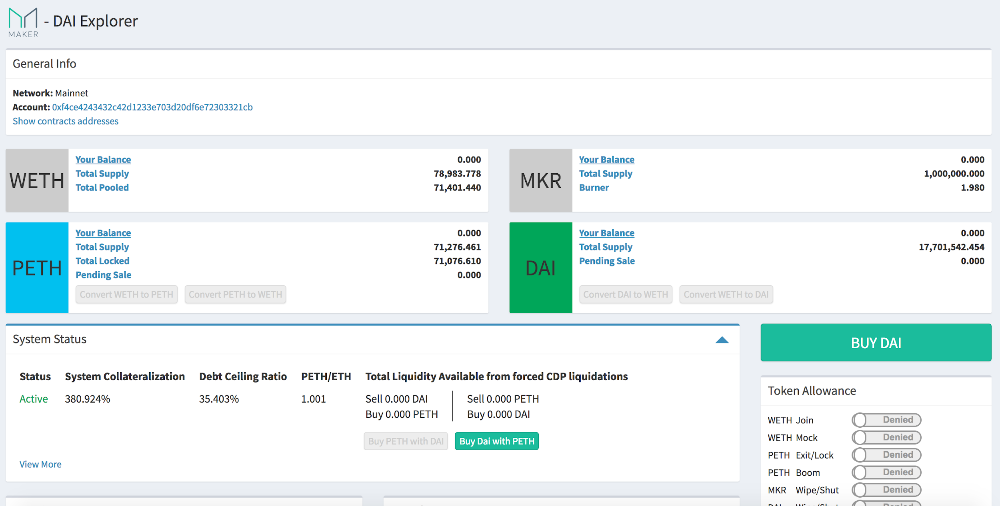 MAKER
- DAI Explorer
General Info
Network: Mainnet
Account: 0xf4ce4243432c42d1233e703d20df6e72303321cb
Show contracts addresses
WETH
Your Balance 0.000
Total Supply 78,983.778
Total Pooled 71,401.440
MKR
Your Balance 0.000
Total Supply 1,000,000.000
Burner 1.980
PETH
Your Balance 0.000
Total Supply 71,276.461
Total Locked 71,076.610
Pending Sale 0.000
Convert WETH to PETH Convert PETH to WETH
DAI
Your Balance 0.000
Total Supply 17,701,542.454
Pending Sale 0.000
Convert DAI to WETH Convert WETH to DAI
System Status
Status System Collateralization Debt Ceiling Ratio PETH/ETH Total Liquidity Available from forced CDP liquidations
Active 380.924% 35.403% 1.001 Sell 0.000 DAI Sell 0.000 PETH
Buy 0.000 PETH Buy 0.000 DAI
Buy PETH with DAI Buy Dai with PETH
View More
BUY DAI
Token Allowance
WETH Join Denied
WETH Mock Denied
PETH Exit/Lock Denied
PETH Boom Denied
MKR Wipe/Shut Denied
DAI Wipe/Shut Denied